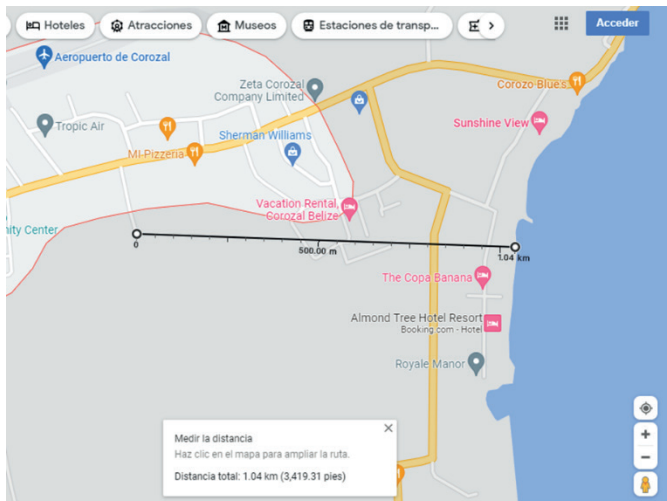 Hoteles
Atracciones
Museos
Estaciones de transp...
Acceder
Aeropuerto de Corozal
Zeta Corozal
Company Limited
Corozo Blue's
Tropic Air
Sherman Williams
Sunshine View
MI-Pizzeria
Vacation Rental,
Corozal Belize
nity Center
0
500.00 m
1.04 km
The Copa Banana
Almond Tree Hotel Resort
Booking.com - Hotel
Royale Manor
Medir la distancia
Haz clic en el mapa para ampliar la ruta.
Distancia total: 1.04 km (3,419.31 pies)